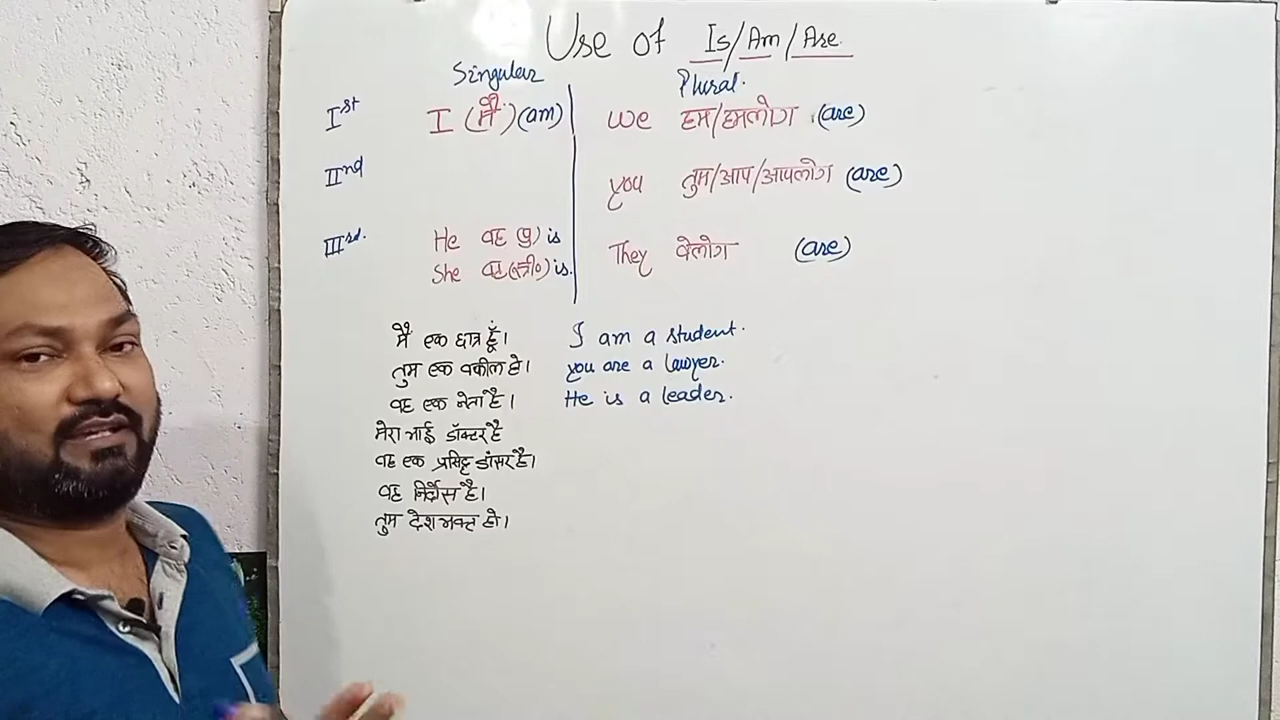 Use of Is/Am/Are.
Singular Plural.
Ist I (मैं) (am) we हम/हमलोग (are)
IInd you तुम/आप/आपलोग (are)
IIIrd. He वह (पु) is They वेलोग (are)
She वह (स्त्री०) is.
मैं एक छात्र हूँ। I am a student.
तुम एक वकील हो। you are a lawyer.
वह एक नेता है। He is a leader.
मेरा भाई डॉक्टर है
वह एक प्रसिद्द डांसर है।
वह निर्दोस है।
तुम देशभक्त हो।